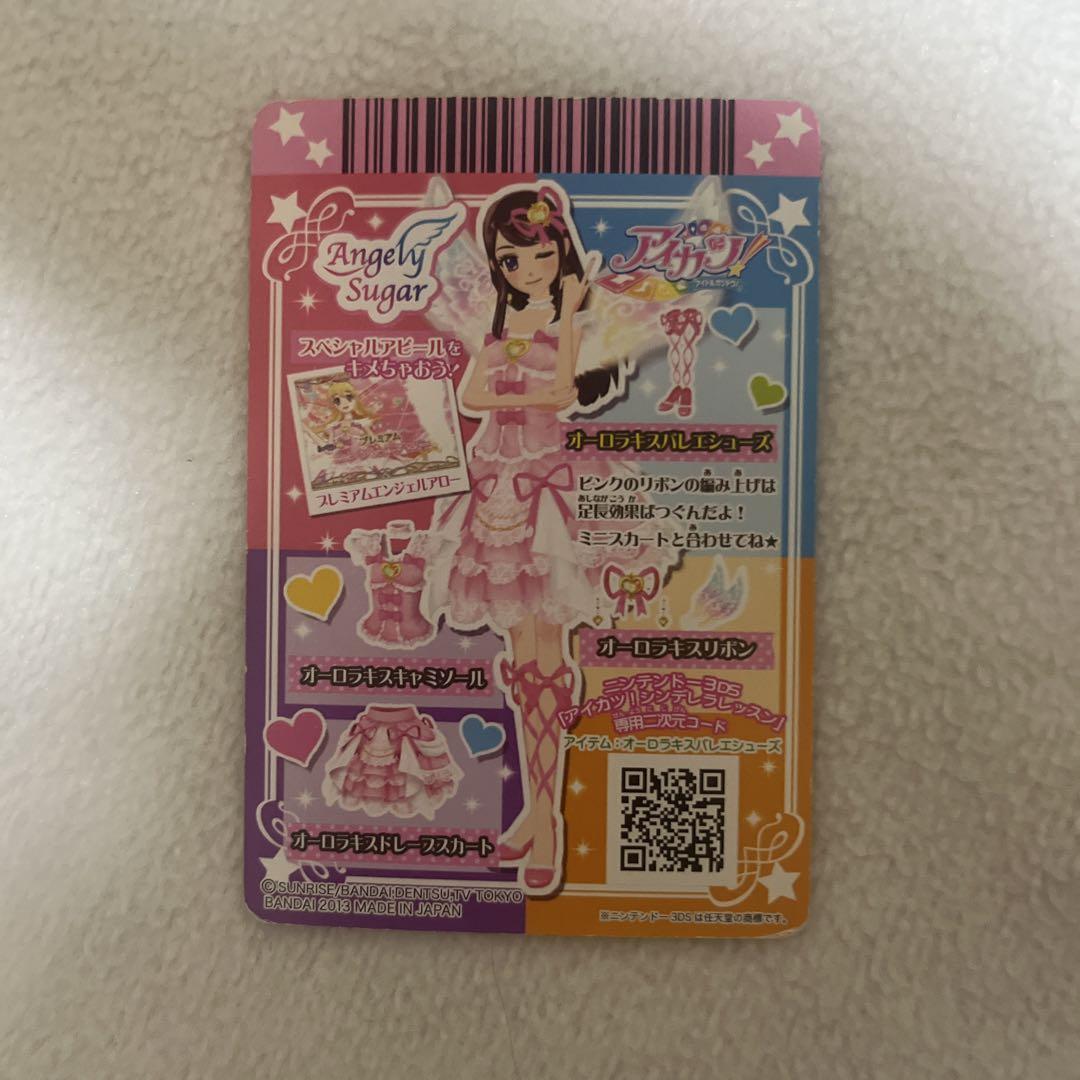 Angely
Sugar
アイカツ!
アイドルカツドウ!
スペシャルアピールを
キメちゃおう!
プレミアム
プレミアムエンジェルアロー
オーロラキスバレエシューズ
ピンクのリボンの編み上げは
足長効果ばつぐんだよ!
ミニスカートと合わせてね★
オーロラキスキャミソール
オーロラキスリボン
ニンテンドー3DS
「アイカツ!シンデレラレッスン」
専用二次元コード
アイテム:オーロラキスバレエシューズ
オーロラキスドレープスカート
©SUNRISE/BANDAI,DENTSU,TV TOKYO
BANDAI 2013 MADE IN JAPAN
※ニンテンドー3DSは任天堂の商標です。